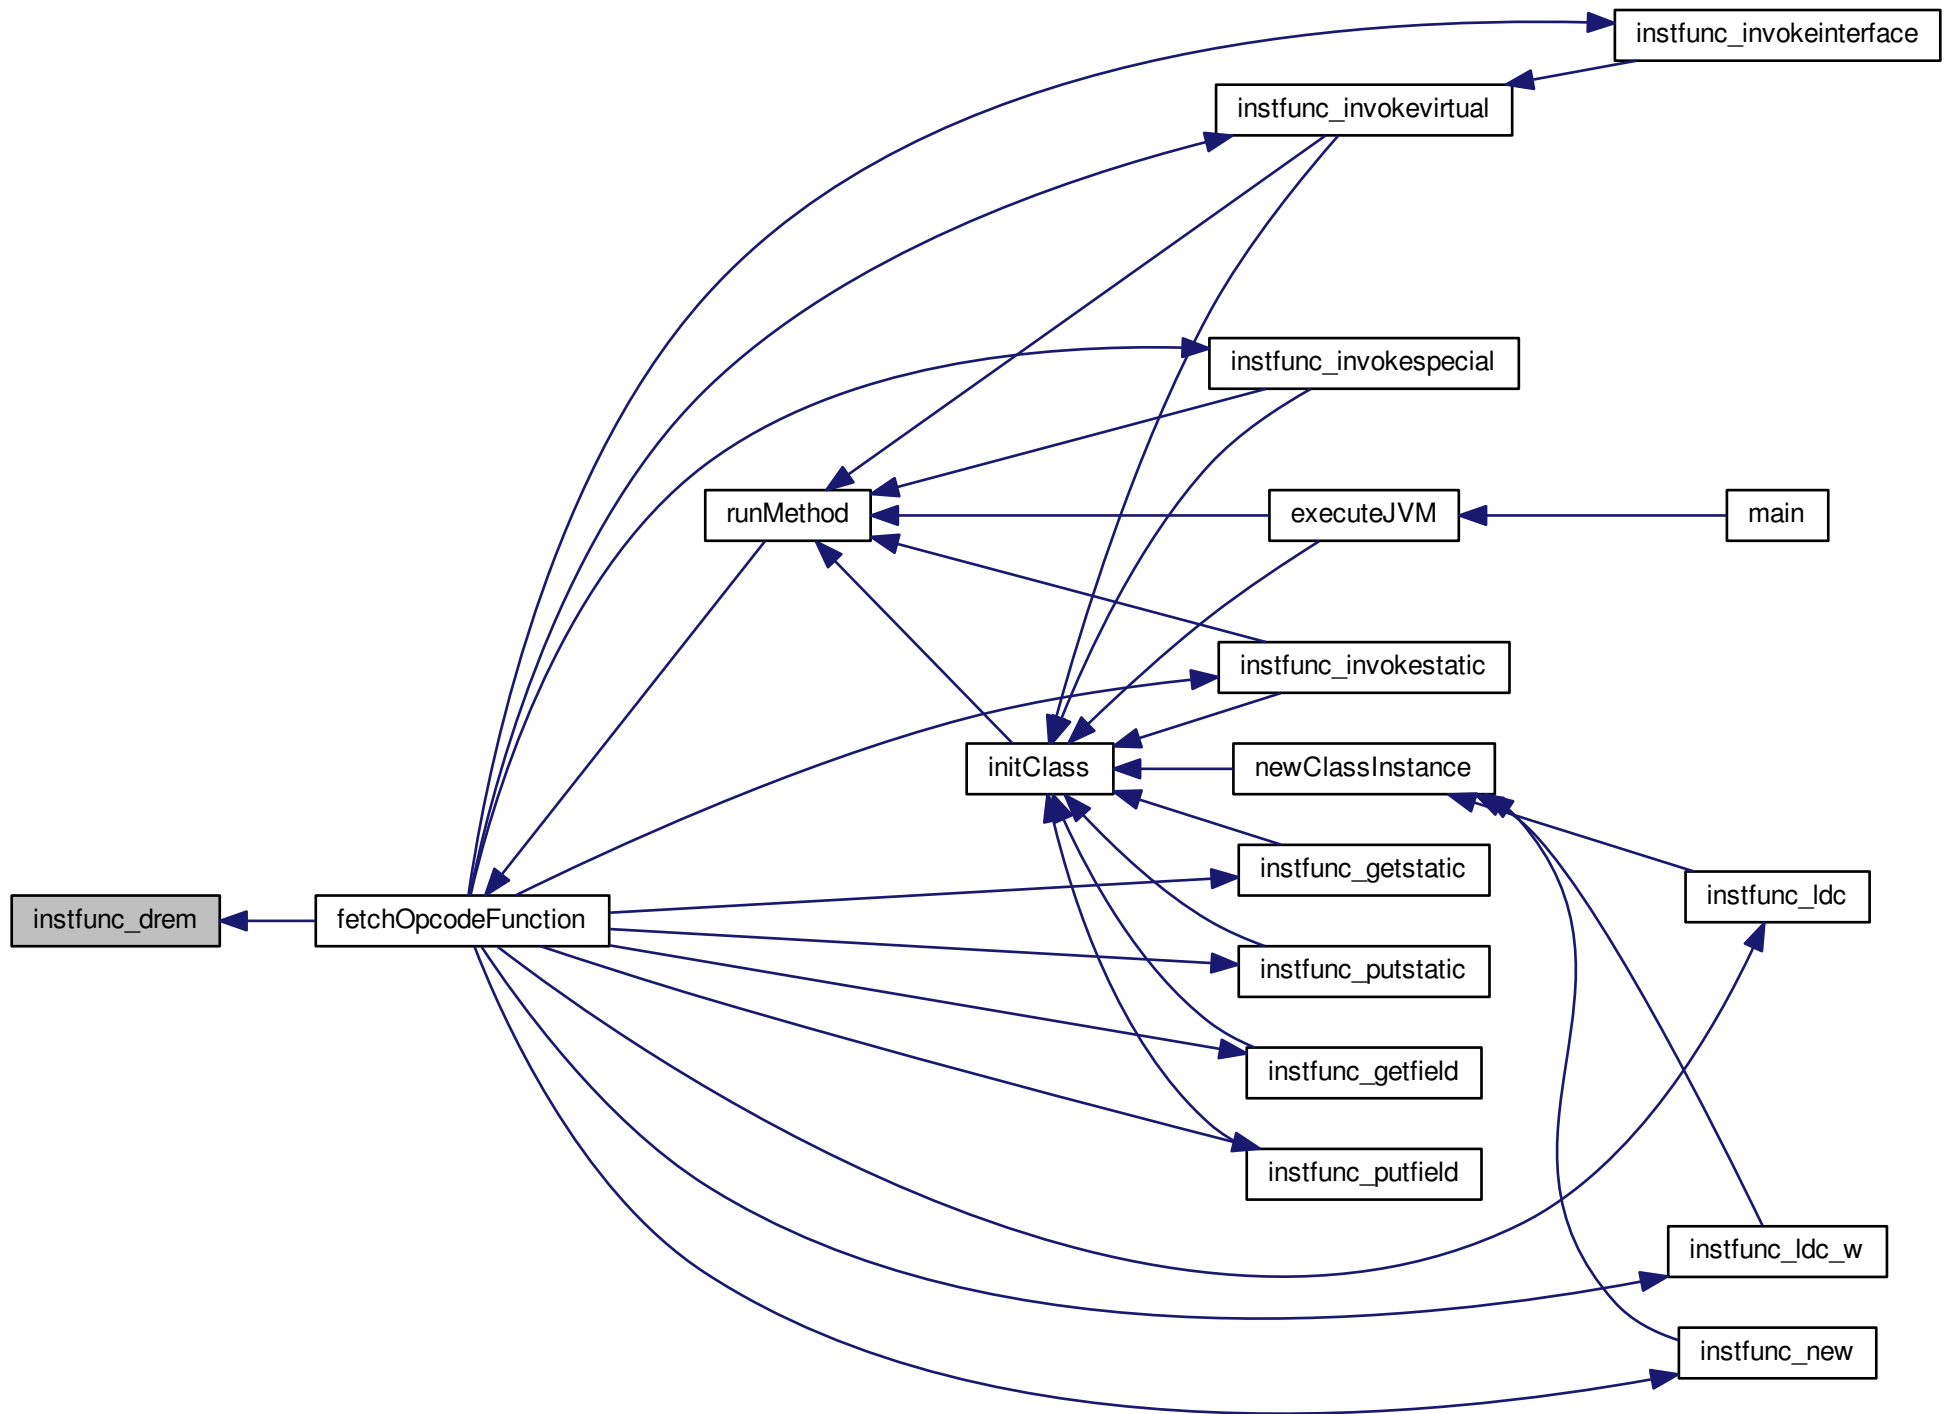 instfunc_invokeinterface
instfunc_invokevirtual
instfunc_invokespecial
runMethod
executeJVM
main
instfunc_invokestatic
initClass
newClassInstance
instfunc_getstatic
instfunc_ldc
instfunc_drem
fetchOpcodeFunction
instfunc_putstatic
instfunc_getfield
instfunc_putfield
instfunc_ldc_w
instfunc_new